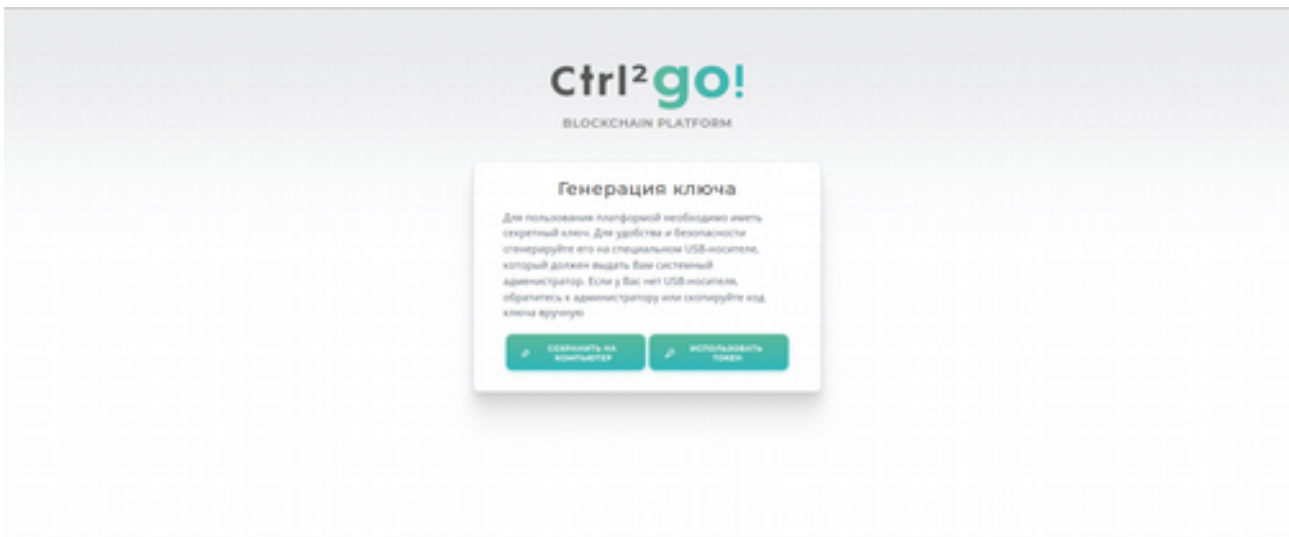 Ctrl²go!
BLOCKCHAIN PLATFORM
Генерация ключа
Для пользования платформой необходимо иметь
секретный ключ. Для удобства и безопасности
сгенерируйте его на специальном USB-носителе,
который должен выдать Вам системный
администратор. Если у Вас нет USB-носителя,
обратитесь к администратору или скопируйте код
ключа вручную
СОХРАНИТЬ НА
КОМПЬЮТЕР
ИСПОЛЬЗОВАТЬ
ТОКЕН